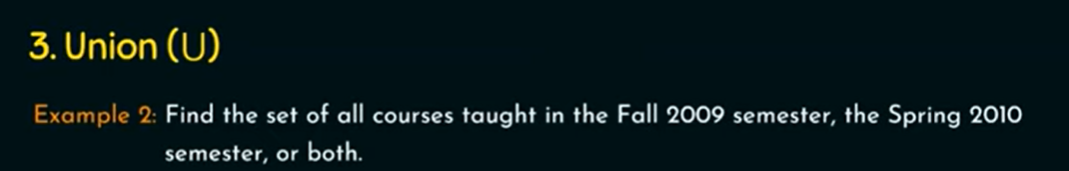 3. Union (∪)
Example 2: Find the set of all courses taught in the Fall 2009 semester, the Spring 2010
semester, or both.